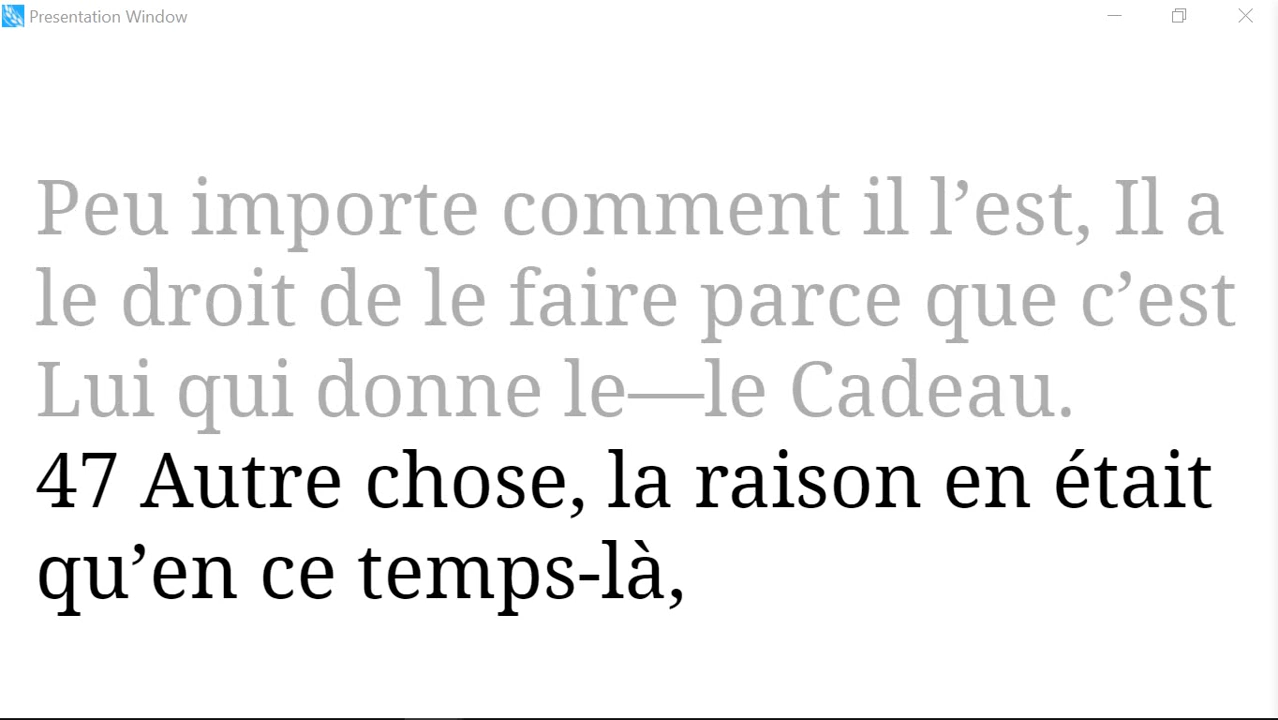 Presentation Window
Peu importe comment il l’est, Il a
le droit de le faire parce que c’est
Lui qui donne le—le Cadeau.
47 Autre chose, la raison en était
qu’en ce temps-là,